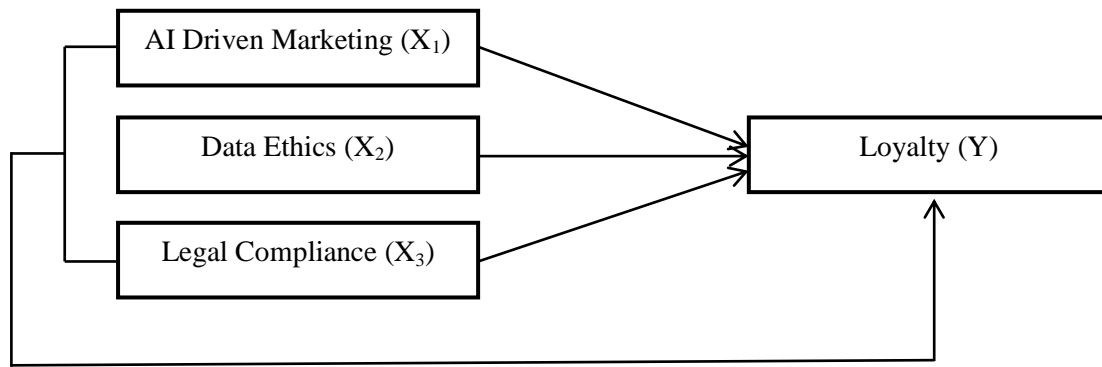 AI Driven Marketing (X₁)
Data Ethics (X₂)
Loyalty (Y)
Legal Compliance (X₃)